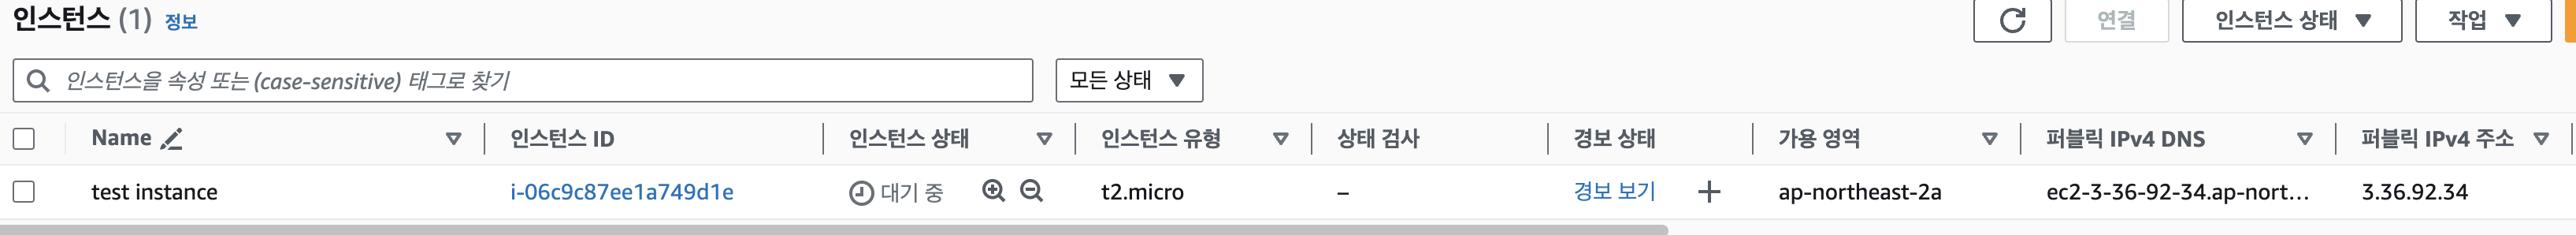 인스턴스 (1) 정보
연결
인스턴스 상태
작업
인스턴스을 속성 또는 (case-sensitive) 태그로 찾기
모든 상태
Name 인스턴스 ID 인스턴스 상태 인스턴스 유형 상태 검사 경보 상태 가용 영역 퍼블릭 IPv4 DNS 퍼블릭 IPv4 주소
test instance i-06c9c87ee1a749d1e 대기 중 t2.micro – 경보 보기 + ap-northeast-2a ec2-3-36-92-34.ap-nort... 3.36.92.34